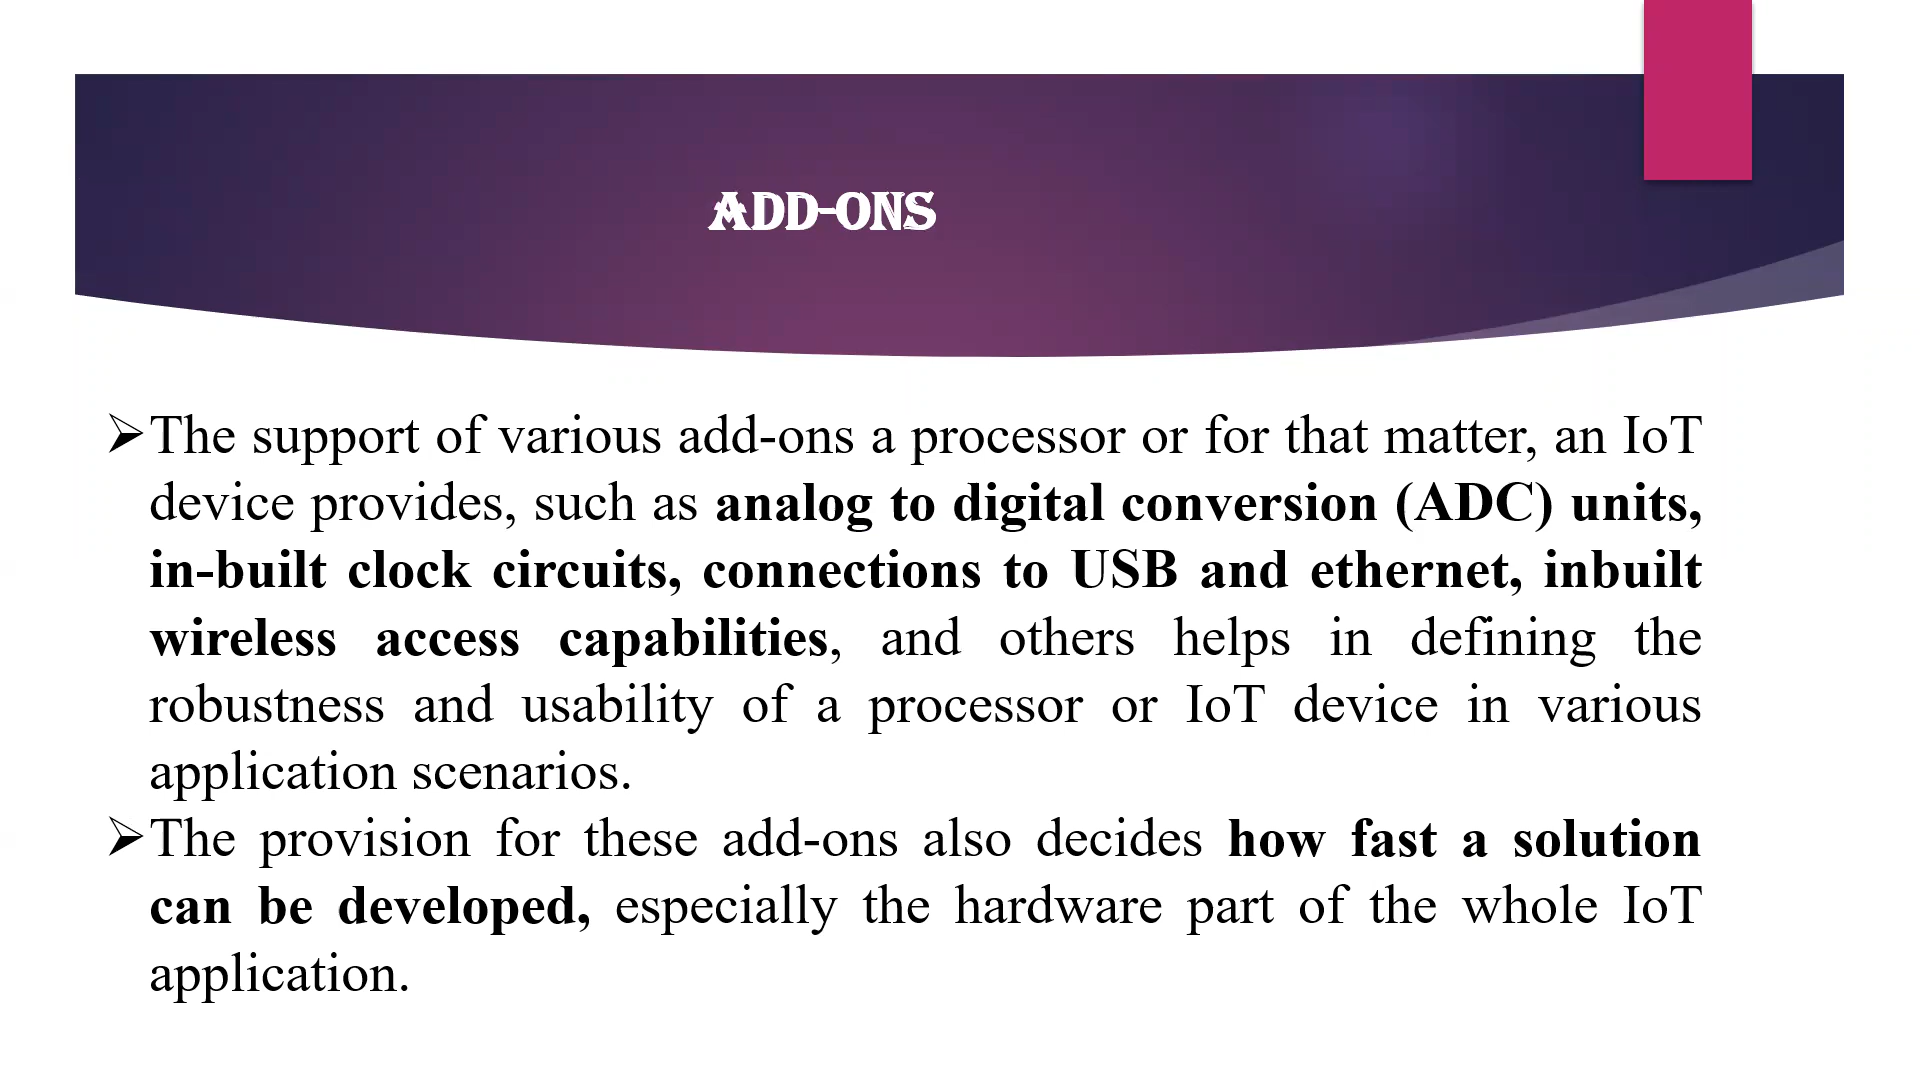 ADD-ONS
➢The support of various add-ons a processor or for that matter, an IoT
device provides, such as analog to digital conversion (ADC) units,
in-built clock circuits, connections to USB and ethernet, inbuilt
wireless access capabilities, and others helps in defining the
robustness and usability of a processor or IoT device in various
application scenarios.
➢The provision for these add-ons also decides how fast a solution
can be developed, especially the hardware part of the whole IoT
application.